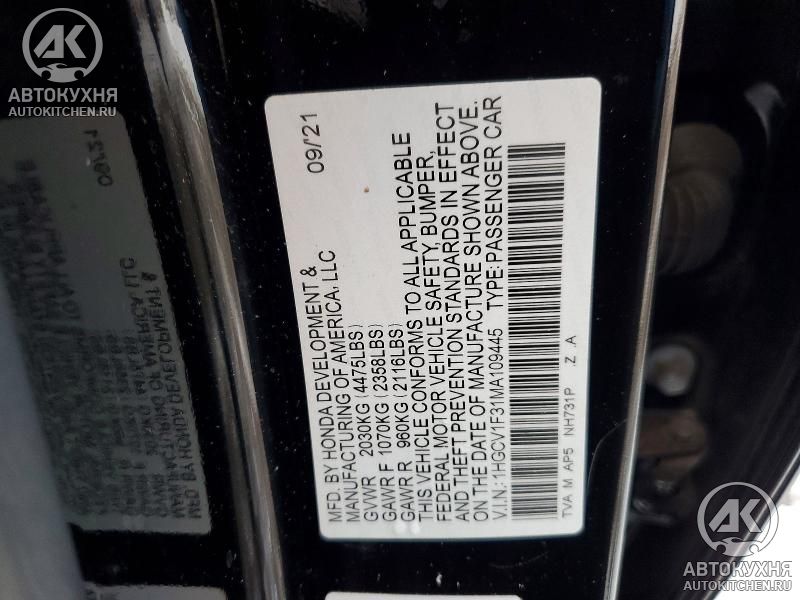 АК
АВТОКУХНЯ
AUTOKITCHEN.RU
09/'21
MFD. BY HONDA DEVELOPMENT &
MANUFACTURING OF AMERICA, LLC
GVWR 2030KG (4475LBS)
GAWR F 1070KG (2358LBS)
GAWR R 960KG (2116LBS)
THIS VEHICLE CONFORMS TO ALL APPLICABLE
FEDERAL MOTOR VEHICLE SAFETY, BUMPER,
AND THEFT PREVENTION STANDARDS IN EFFECT
ON THE DATE OF MANUFACTURE SHOWN ABOVE.
V.I.N.:1HGCV1F31MA109445 TYPE:PASSENGER CAR
TVA M AP5 NH731P .Z .A
АК
АВТОКУХНЯ
AUTOKITCHEN.RU